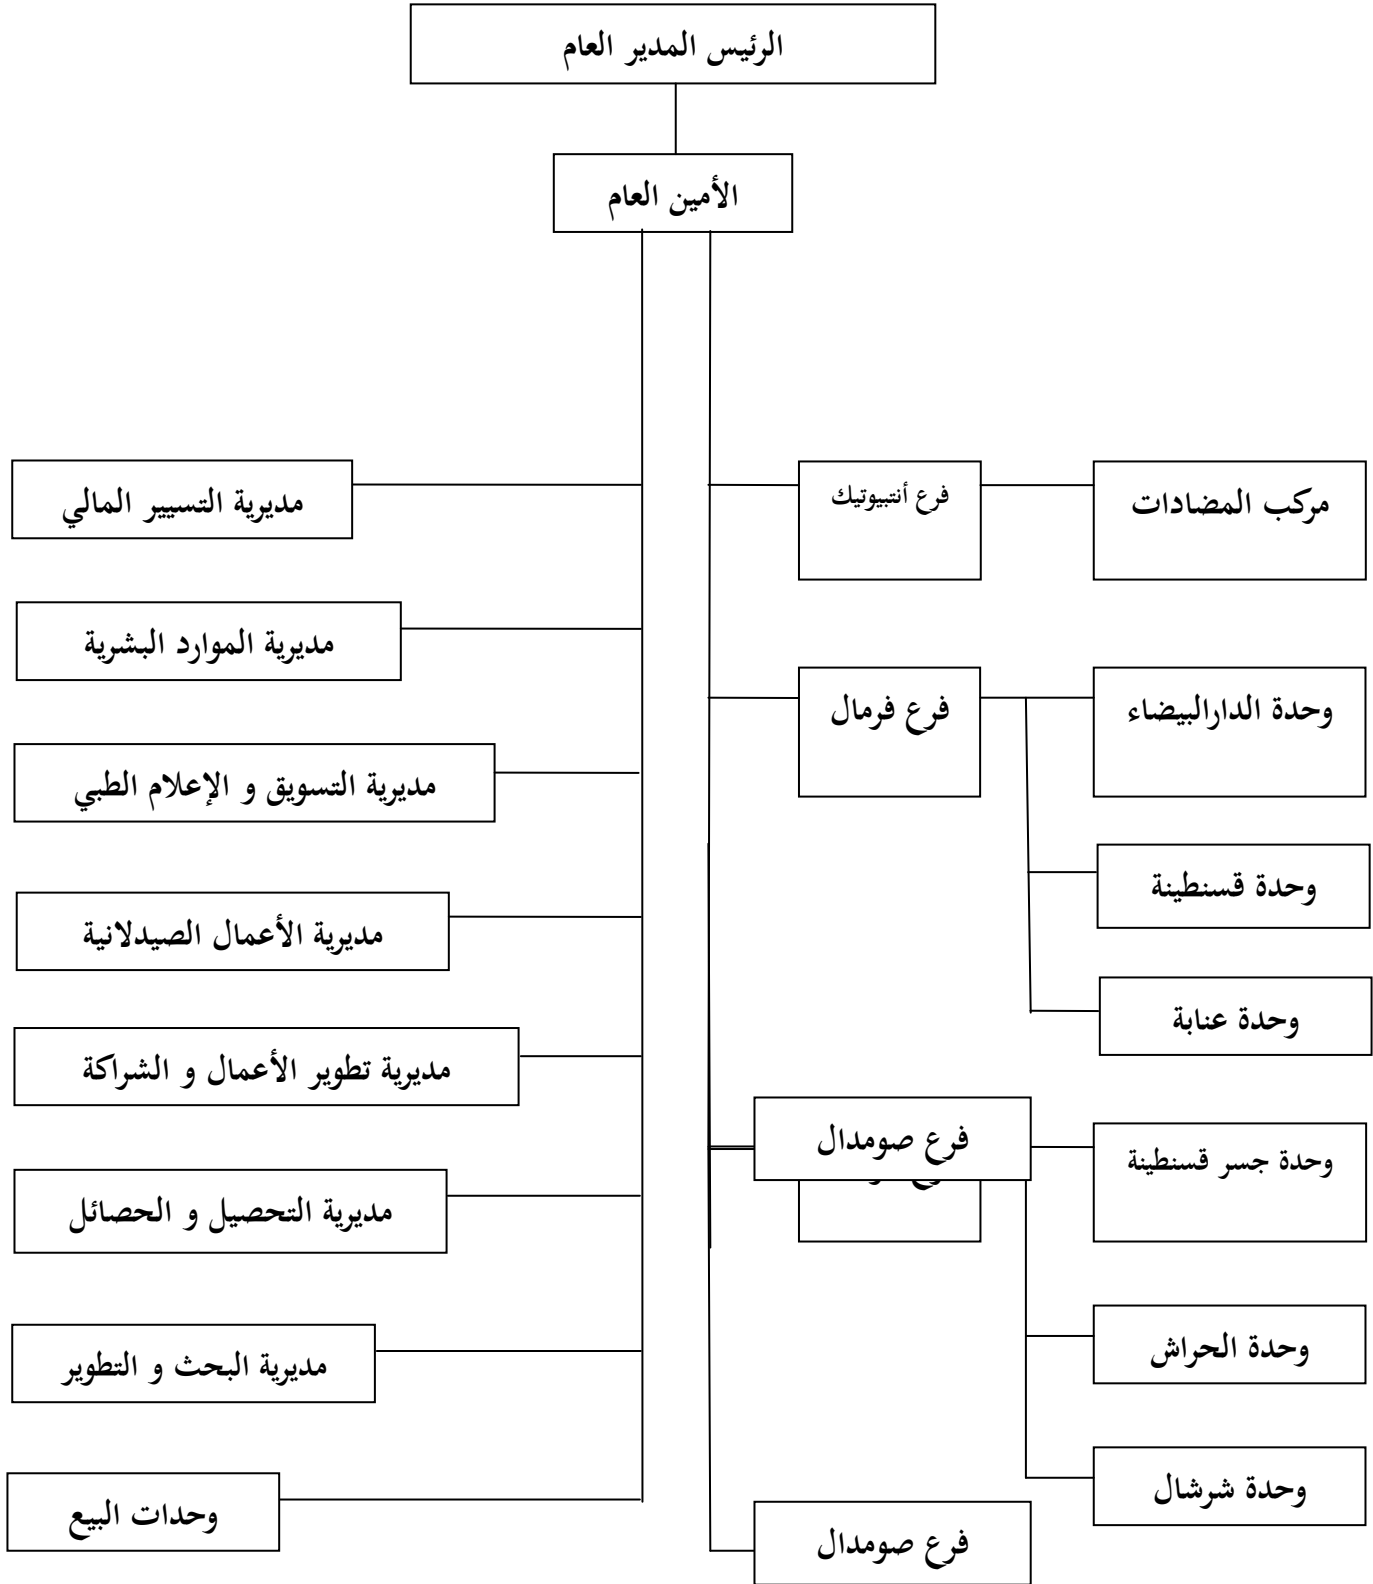 الرئيس المدير العام
الأمين العام
مركب المضادات
فرع أنتبيوتيك
مديرية التسيير المالي
مديرية الموارد البشرية
وحدة الدارالبيضاء
فرع فرمال
مديرية التسويق و الإعلام الطبي
وحدة قسنطينة
مديرية الأعمال الصيدلانية
وحدة عنابة
مديرية تطوير الأعمال و الشراكة
وحدة جسر قسنطينة
فرع صومدال
مديرية التحصيل و الحصائل
وحدة الحراش
مديرية البحث و التطوير
وحدة شرشال
وحدات البيع
فرع صومدال